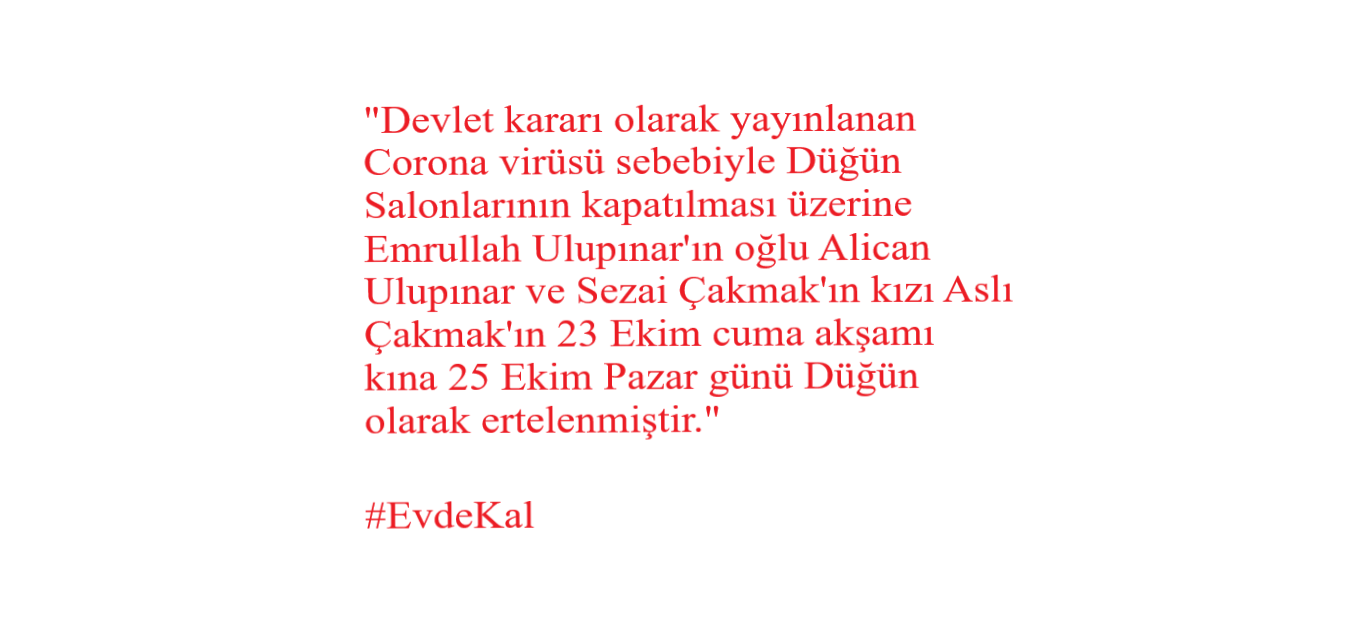 "Devlet kararı olarak yayınlanan
Corona virüsü sebebiyle Düğün
Salonlarının kapatılması üzerine
Emrullah Ulupınar'ın oğlu Alican
Ulupınar ve Sezai Çakmak'ın kızı Aslı
Çakmak'ın 23 Ekim cuma akşamı
kına 25 Ekim Pazar günü Düğün
olarak ertelenmiştir."
#EvdeKal